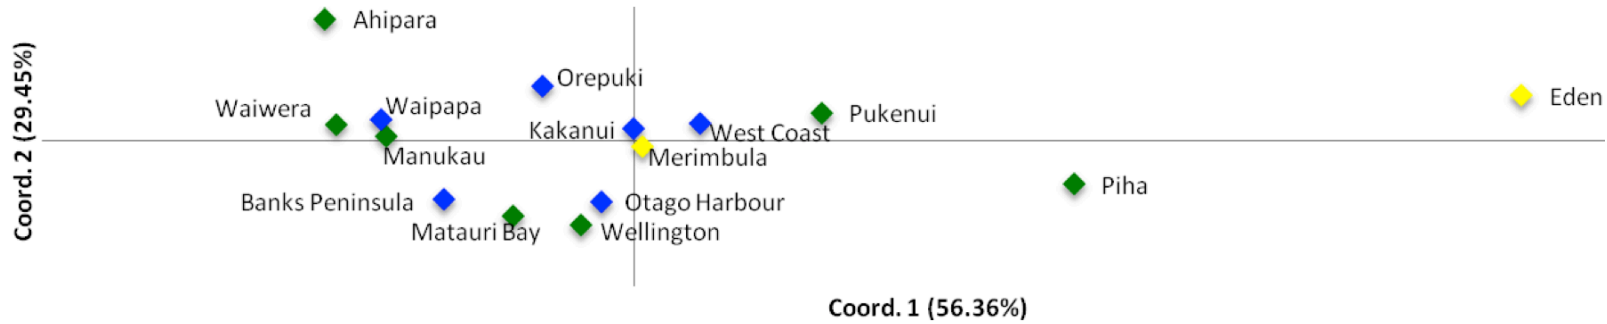 Ahipara
Orepuki
Eden
Waiwera
Waipapa
Pukenui
Kakanui
West Coast
Manukau
Merimbula
Piha
Banks Peninsula
Otago Harbour
Matauri Bay
Wellington
Coord. 2 (29.45%)
Coord. 1 (56.36%)